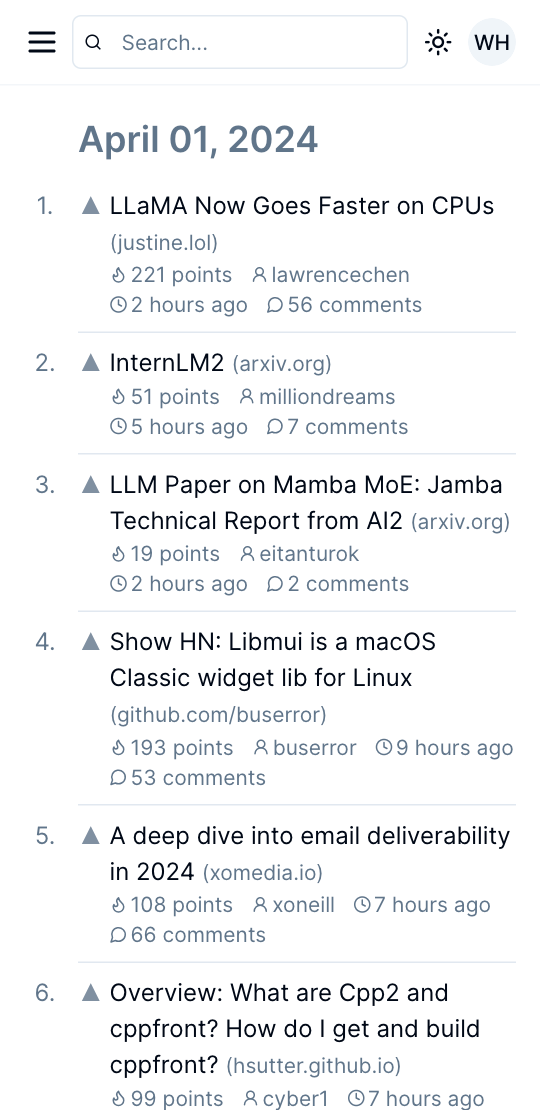 Search...
WH
April 01, 2024
1. ▲ LLaMA Now Goes Faster on CPUs
(justine.lol)
221 points lawrencechen
2 hours ago 56 comments
2. ▲ InternLM2 (arxiv.org)
51 points milliondreams
5 hours ago 7 comments
3. ▲ LLM Paper on Mamba MoE: Jamba
Technical Report from AI2 (arxiv.org)
19 points eitanturok
2 hours ago 2 comments
4. ▲ Show HN: Libmui is a macOS
Classic widget lib for Linux
(github.com/buserror)
193 points buserror 9 hours ago
53 comments
5. ▲ A deep dive into email deliverability
in 2024 (xomedia.io)
108 points xoneill 7 hours ago
66 comments
6. ▲ Overview: What are Cpp2 and
cppfront? How do I get and build
cppfront? (hsutter.github.io)
99 points cyber1 7 hours ago